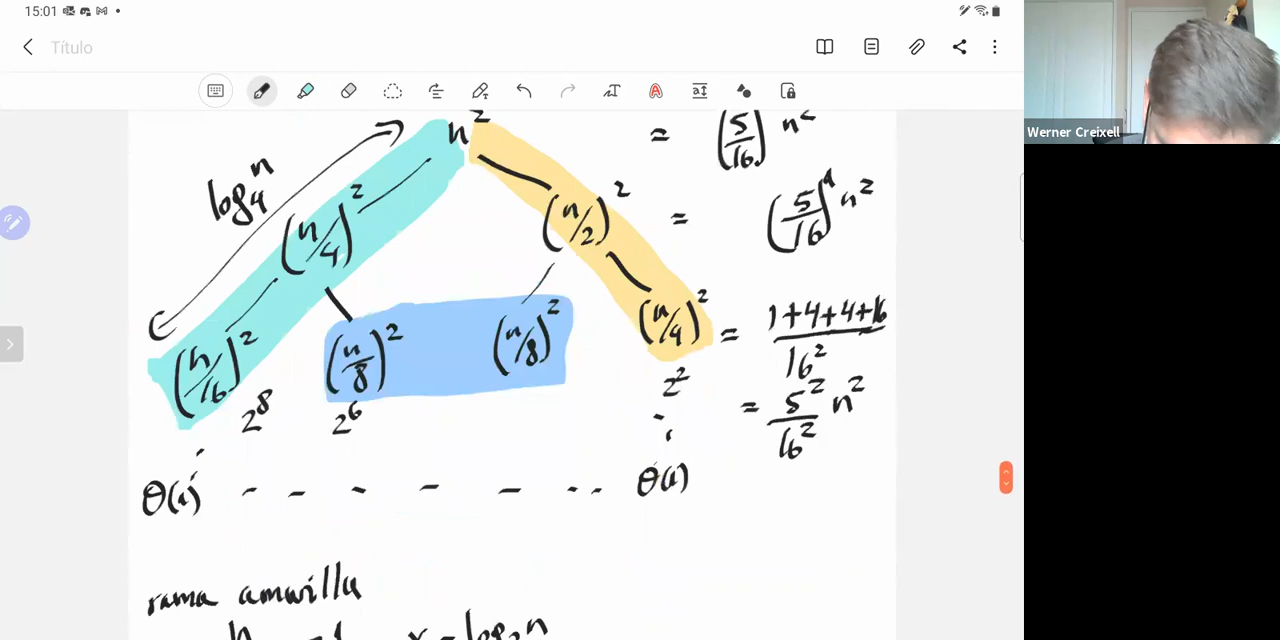 15:01
Título
Werner Creixell
n² = (5/16) n²
log₄ n
(n/4)² (n/2)² = (5/16)¹ n²
(n/16)² (n/8)² (n/8)² (n/4)² = 1+4+4+16 / 16²
2⁸ 2⁶ 2² = 5²/16² n²
θ(1) - - - - - - - θ(1)
rama amarilla
x = log₂ n